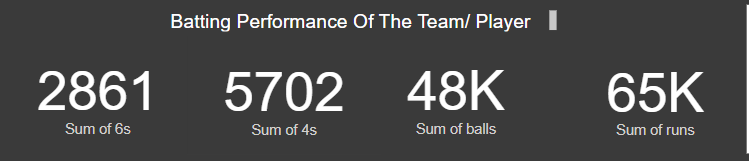 Batting Performance Of The Team/ Player
2861 5702 48K 65K
Sum of 6s Sum of 4s Sum of balls Sum of runs